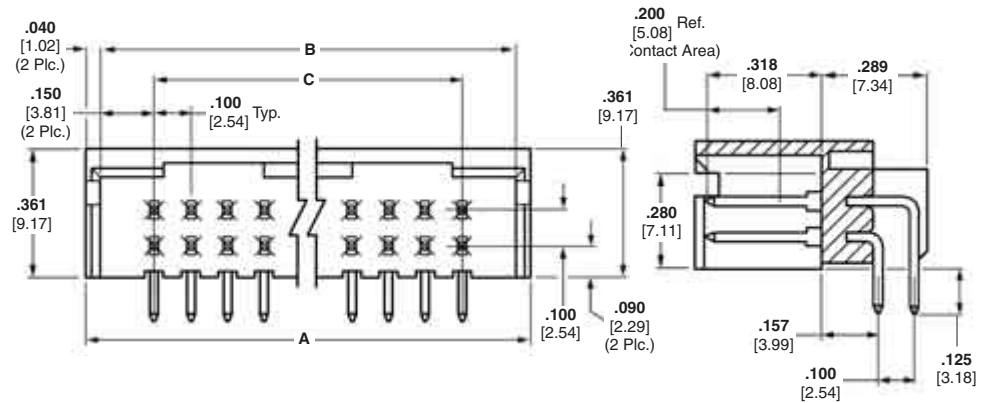 .040
[1.02]
(2 Plc.)
B
C
.150
[3.81]
(2 Plc.)
.100 Typ.
[2.54]
.361
[9.17]
.361
[9.17]
A
.100
[2.54]
.090
[2.29]
(2 Plc.)
.200 Ref.
[5.08]
ontact Area)
.318
[8.08]
.289
[7.34]
.280
[7.11]
.157
[3.99]
.100
[2.54]
.125
[3.18]